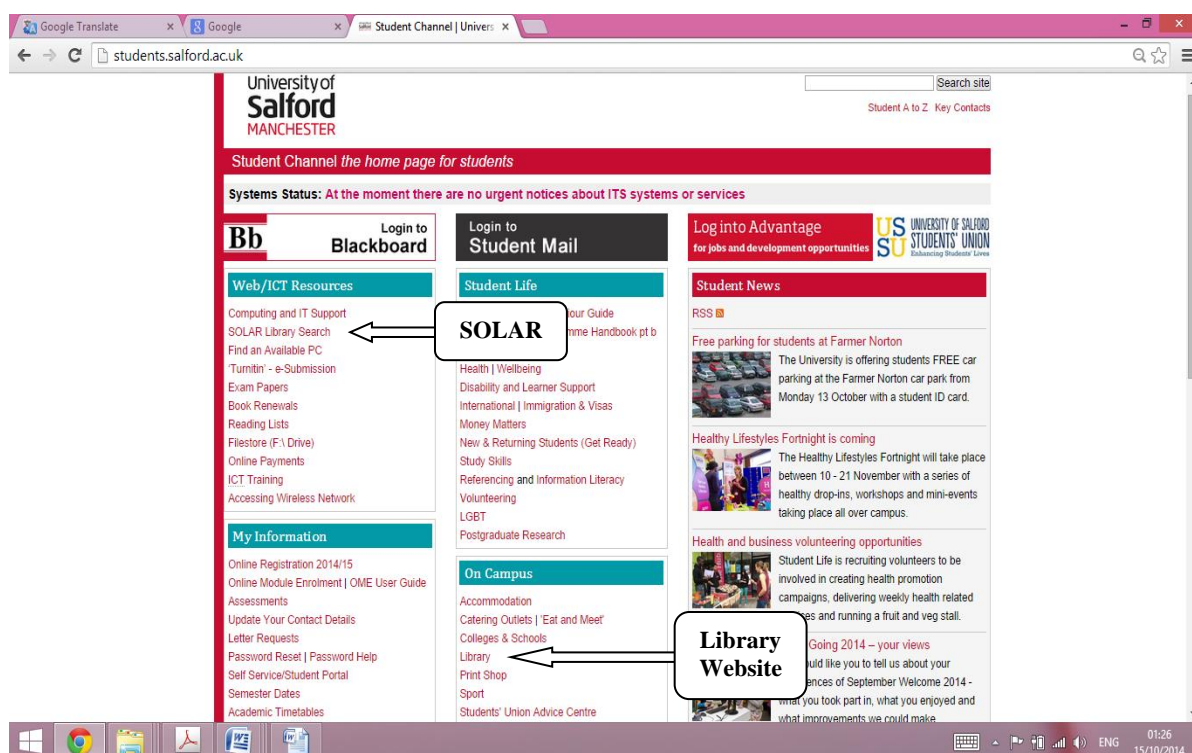 Google Translate
Google
Student Channel | Univers
students.salford.ac.uk
University of
Salford
MANCHESTER
Search site
Student A to Z Key Contacts
Student Channel the home page for students
Systems Status: At the moment there are no urgent notices about ITS systems or services
Bb
Login to
Blackboard
Login to
Student Mail
Log into Advantage
for jobs and development opportunities
US
SU
UNIVERSITY OF SALFORD
STUDENTS' UNION
Enhancing Students' Lives
Web/ICT Resources
Computing and IT Support
SOLAR Library Search
Find an Available PC
'Turnitin' - e-Submission
Exam Papers
Book Renewals
Reading Lists
Filestore (F:\ Drive)
Online Payments
ICT Training
Accessing Wireless Network
My Information
Online Registration 2014/15
Online Module Enrolment | OME User Guide
Assessments
Update Your Contact Details
Letter Requests
Password Reset | Password Help
Self Service/Student Portal
Semester Dates
Academic Timetables
Student Life
our Guide
SOLAR
mme Handbook pt b
Health | Wellbeing
Disability and Learner Support
International | Immigration & Visas
Money Matters
New & Returning Students (Get Ready)
Study Skills
Referencing and Information Literacy
Volunteering
LGBT
Postgraduate Research
On Campus
Accommodation
Catering Outlets | 'Eat and Meet'
Colleges & Schools
Library
Print Shop
Sport
Students' Union Advice Centre
Library
Website
Student News
RSS
Free parking for students at Farmer Norton
The University is offering students FREE car
parking at the Farmer Norton car park from
Monday 13 October with a student ID card.
Healthy Lifestyles Fortnight is coming
The Healthy Lifestyles Fortnight will take place
between 10 - 21 November with a series of
healthy drop-ins, workshops and mini-events
taking place all over campus.
Health and business volunteering opportunities
Student Life is recruiting volunteers to be
involved in creating health promotion
campaigns, delivering weekly health related
and running a fruit and veg stall.
Going 2014 – your views
uld like you to tell us about your
ences of September Welcome 2014 -
what you took part in, what you enjoyed and
what improvements we could make
ENG
01:26
15/10/2014